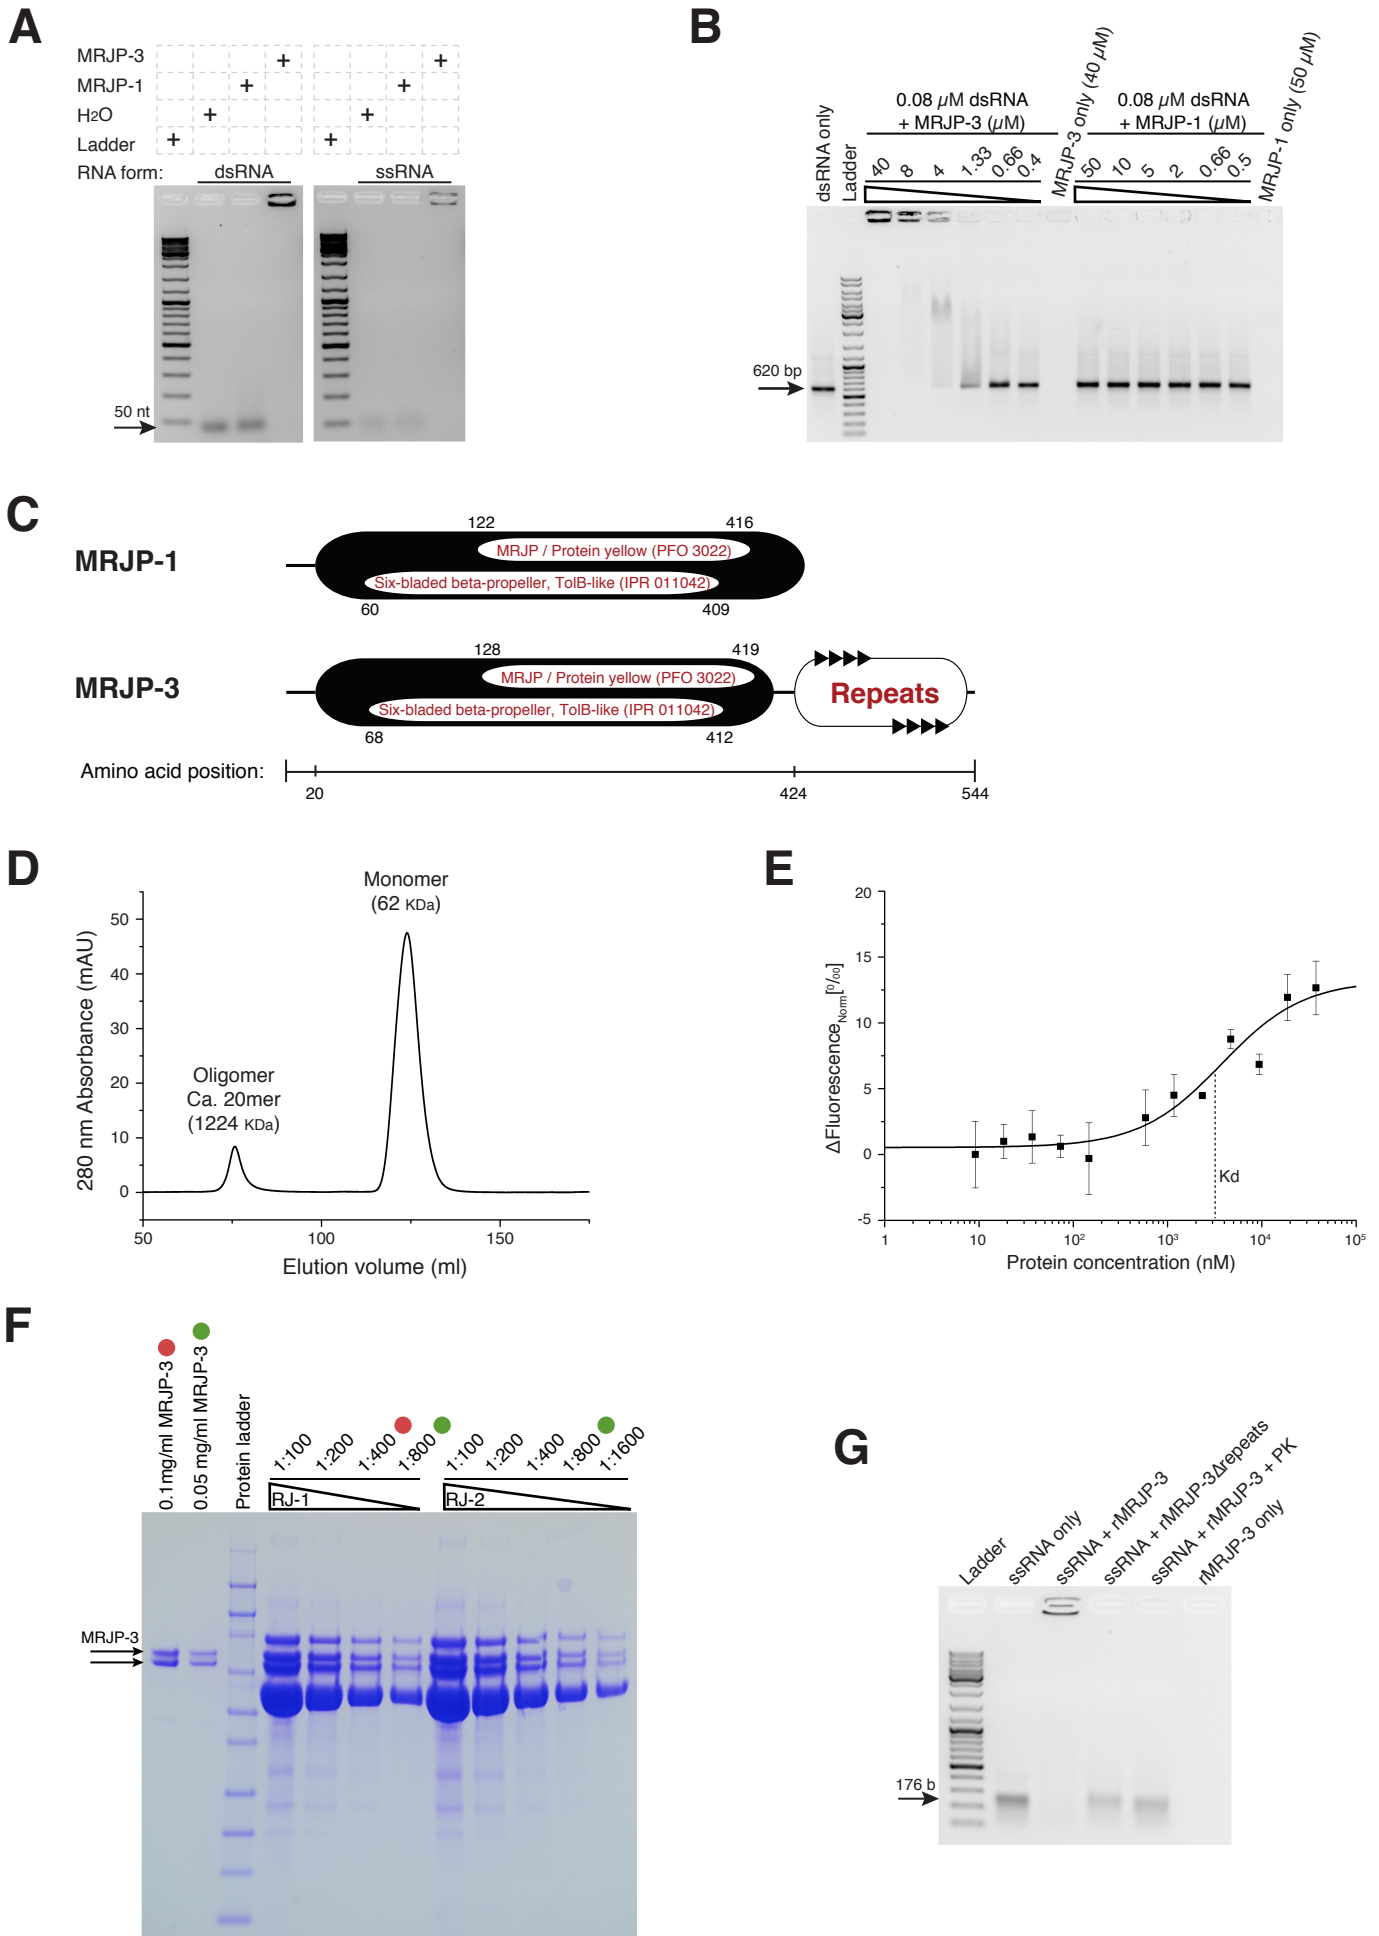 A
MRJP-3 +
MRJP-1 +
H2O +
Ladder +
RNA form: dsRNA ssRNA
50 nt
B
dsRNA only
Ladder
0.08 µM dsRNA
+ MRJP-3 (µM)
40 8 4 1.33 0.66 0.4
MRJP-3 only (40 µM)
0.08 µM dsRNA
+ MRJP-1 (µM)
50 10 5 2 0.66 0.5
MRJP-1 only (50 µM)
620 bp
C
MRJP-1
122 416
MRJP / Protein yellow (PFO 3022)
Six-bladed beta-propeller, TolB-like (IPR 011042)
60 409
MRJP-3
128 419
MRJP / Protein yellow (PFO 3022)
Six-bladed beta-propeller, TolB-like (IPR 011042)
68 412
Repeats
Amino acid position:
20 424 544
D
280 nm Absorbance (mAU)
50
40
30
20
10
0
Monomer
(62 KDa)
Oligomer
Ca. 20mer
(1224 KDa)
50 100 150
Elution volume (ml)
E
ΔFluorescenceNorm[‰]
20
15
10
5
0
-5
Kd
1 10 10² 10³ 10⁴ 10⁵
Protein concentration (nM)
F
0.1mg/ml MRJP-3
0.05 mg/ml MRJP-3
Protein ladder
1:100 1:200 1:400 1:800
RJ-1
1:100 1:200 1:400 1:800 1:1600
RJ-2
MRJP-3
G
Ladder
ssRNA only
ssRNA + rMRJP-3
ssRNA + rMRJP-3Δrepeats
ssRNA + rMRJP-3 + PK
rMRJP-3 only
176 b